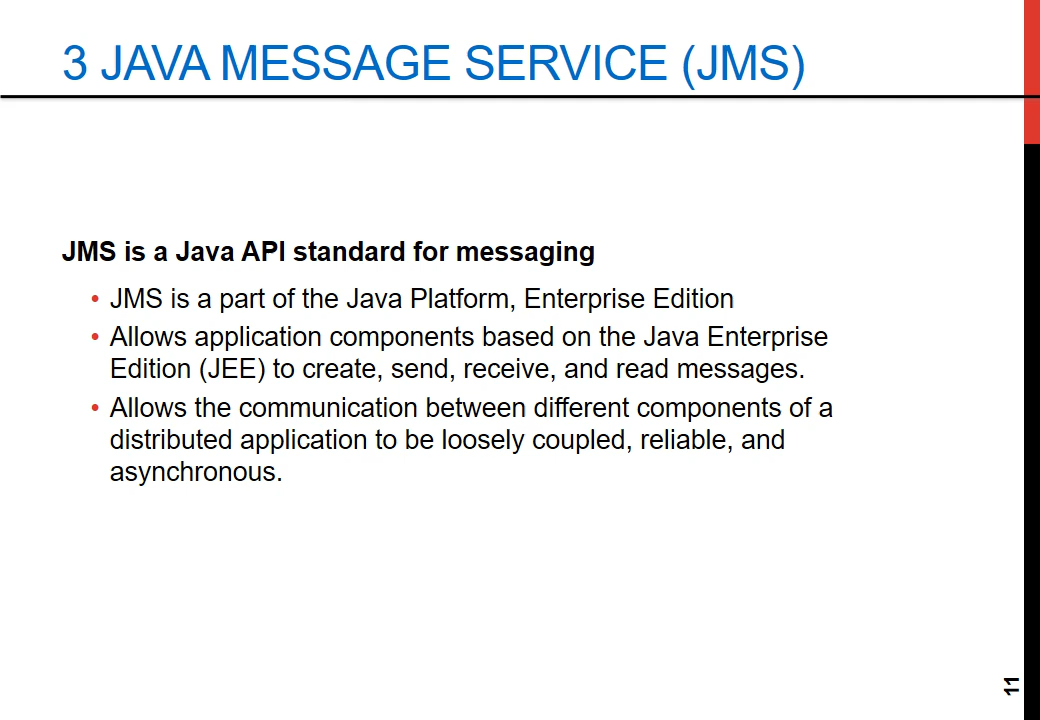 3 JAVA MESSAGE SERVICE (JMS)
JMS is a Java API standard for messaging
• JMS is a part of the Java Platform, Enterprise Edition
• Allows application components based on the Java Enterprise
Edition (JEE) to create, send, receive, and read messages.
• Allows the communication between different components of a
distributed application to be loosely coupled, reliable, and
asynchronous.
11